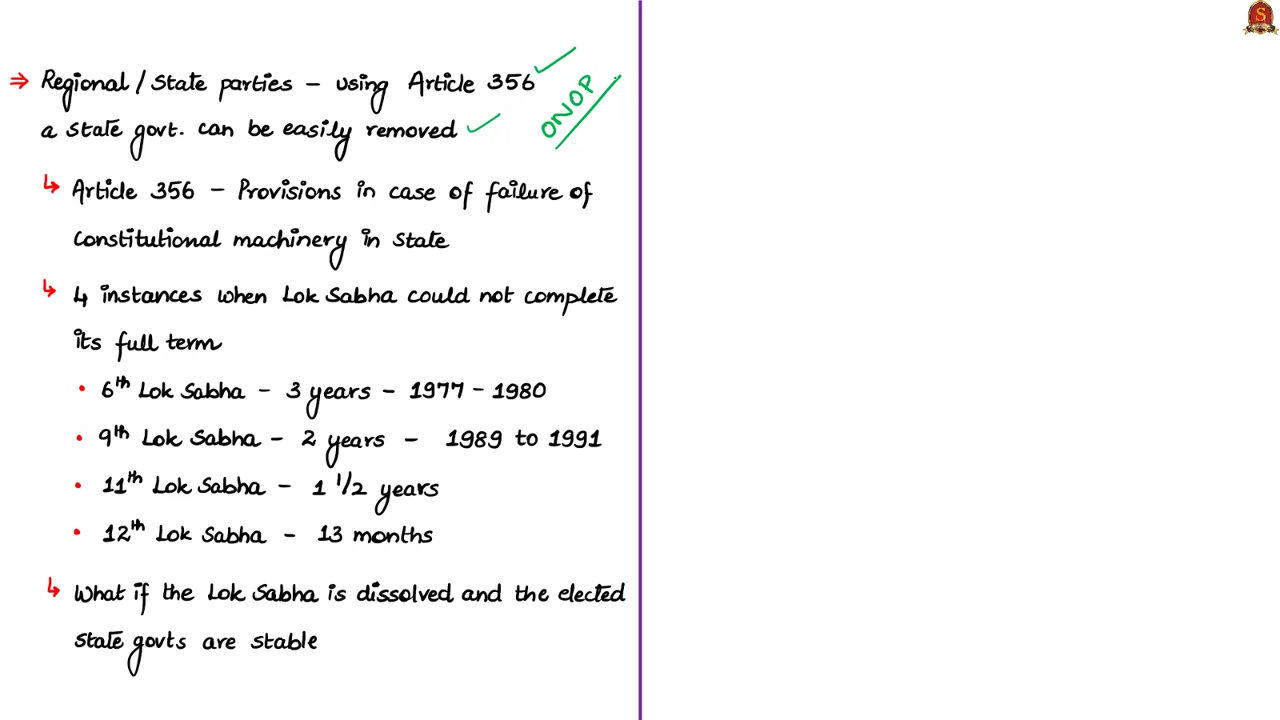 ⇒ Regional / State parties – using Article 356
a state govt. can be easily removed
ONOP
↳ Article 356 – Provisions in case of failure of
constitutional machinery in state
↳ 4 instances when Lok Sabha could not complete
its full term
• 6th Lok Sabha – 3 years – 1977 – 1980
• 9th Lok Sabha – 2 years – 1989 to 1991
• 11th Lok Sabha – 1 1/2 years
• 12th Lok Sabha – 13 months
↳ What if the Lok Sabha is dissolved and the elected
state govts are stable
S